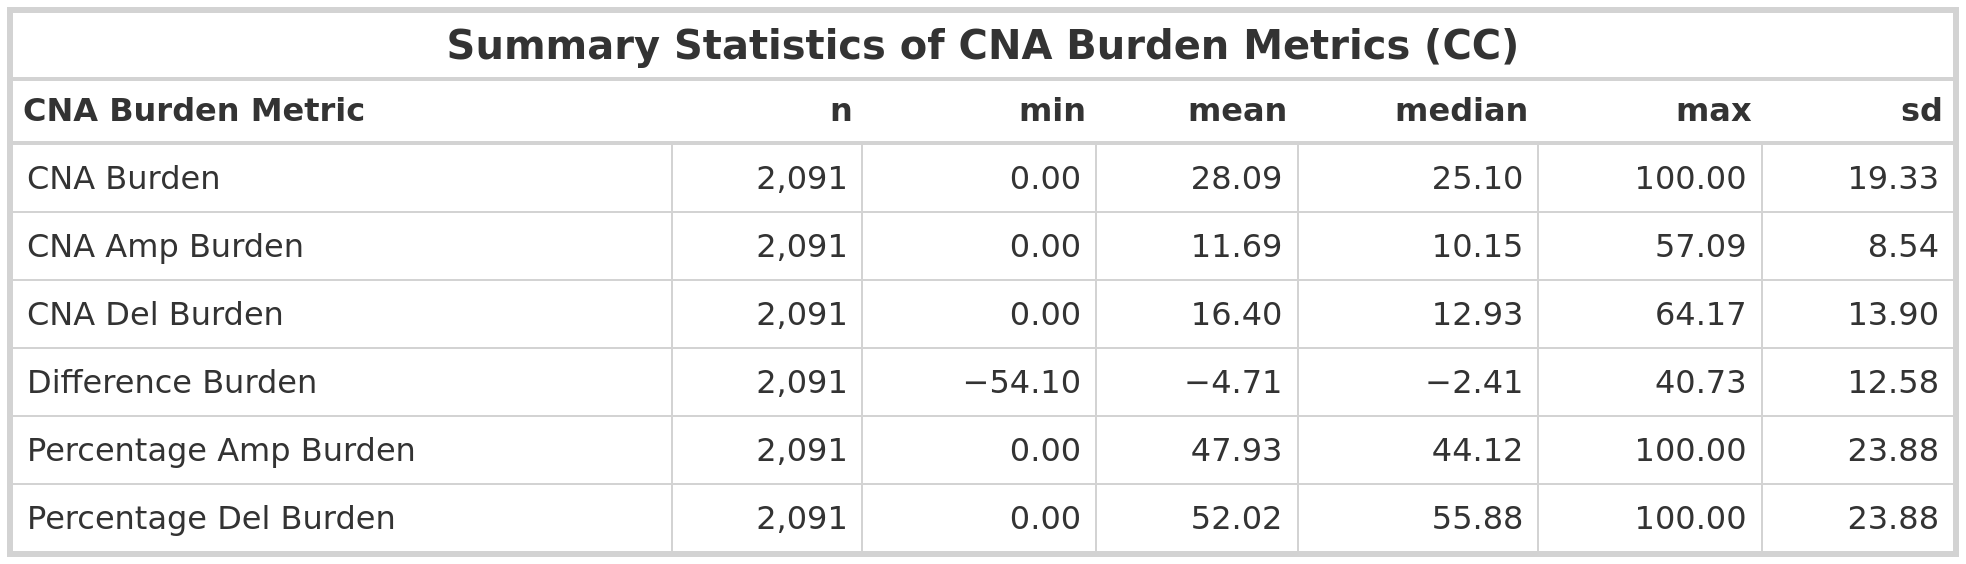 Summary Statistics of CNA Burden Metrics (CC)
CNA Burden Metric n min mean median max sd
CNA Burden 2,091 0.00 28.09 25.10 100.00 19.33
CNA Amp Burden 2,091 0.00 11.69 10.15 57.09 8.54
CNA Del Burden 2,091 0.00 16.40 12.93 64.17 13.90
Difference Burden 2,091 −54.10 −4.71 −2.41 40.73 12.58
Percentage Amp Burden 2,091 0.00 47.93 44.12 100.00 23.88
Percentage Del Burden 2,091 0.00 52.02 55.88 100.00 23.88